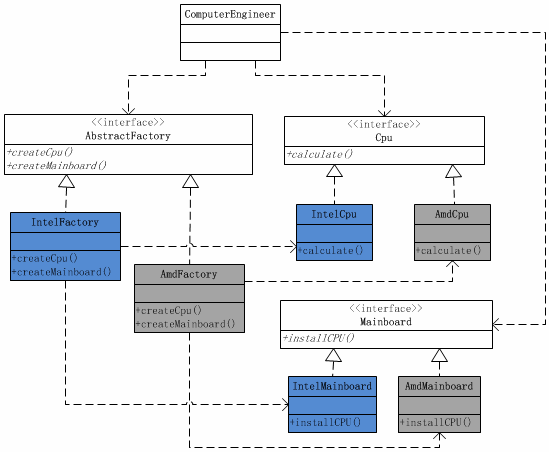 ComputerEngineer
<<interface>>
AbstractFactory
+createCpu()
+createMainboard()
<<interface>>
Cpu
+calculate()
IntelFactory
+createCpu()
+createMainboard()
IntelCpu
+calculate()
AmdCpu
+calculate()
AmdFactory
+createCpu()
+createMainboard()
<<interface>>
Mainboard
+installCPU()
IntelMainboard
+installCPU()
AmdMainboard
+installCPU()